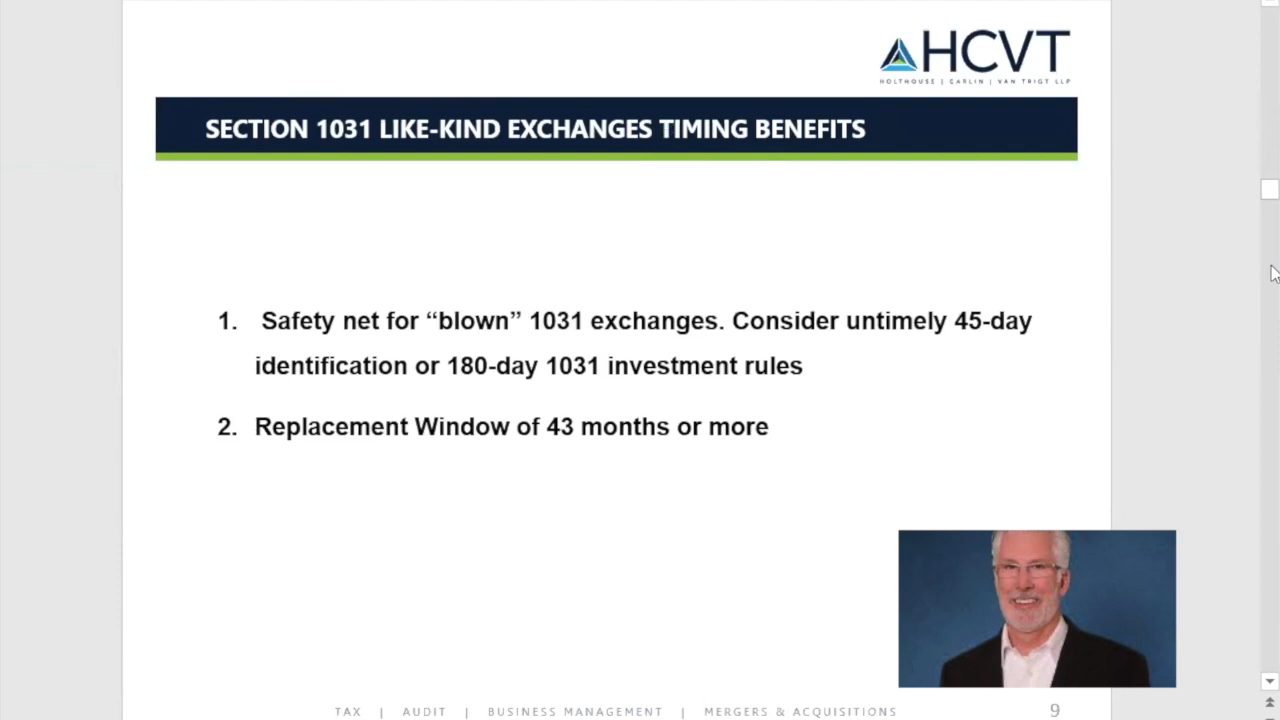 HCVT
HOLTHOUSE | CARLIN | VAN TRIGT LLP
SECTION 1031 LIKE-KIND EXCHANGES TIMING BENEFITS
1. Safety net for “blown” 1031 exchanges. Consider untimely 45-day
identification or 180-day 1031 investment rules
2. Replacement Window of 43 months or more
TAX | AUDIT | BUSINESS MANAGEMENT | MERGERS & ACQUISITIONS 9